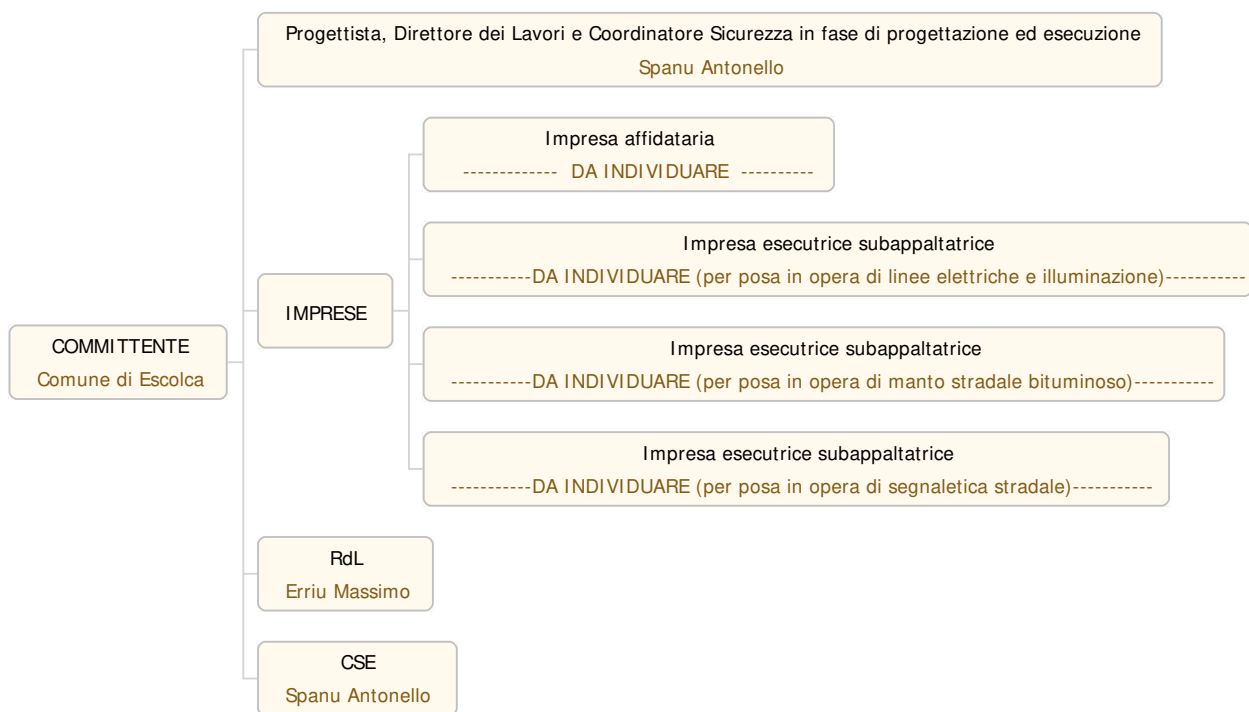 Progettista, Direttore dei Lavori e Coordinatore Sicurezza in fase di progettazione ed esecuzione
Spanu Antonello
Impresa affidataria
------------- DA INDIVIDUARE ----------
Impresa esecutrice subappaltatrice
-----------DA INDIVIDUARE (per posa in opera di linee elettriche e illuminazione)-----------
IMPRESE
COMMITTENTE
Comune di Escolca
Impresa esecutrice subappaltatrice
-----------DA INDIVIDUARE (per posa in opera di manto stradale bituminoso)-----------
Impresa esecutrice subappaltatrice
-----------DA INDIVIDUARE (per posa in opera di segnaletica stradale)-----------
RdL
Erriu Massimo
CSE
Spanu Antonello